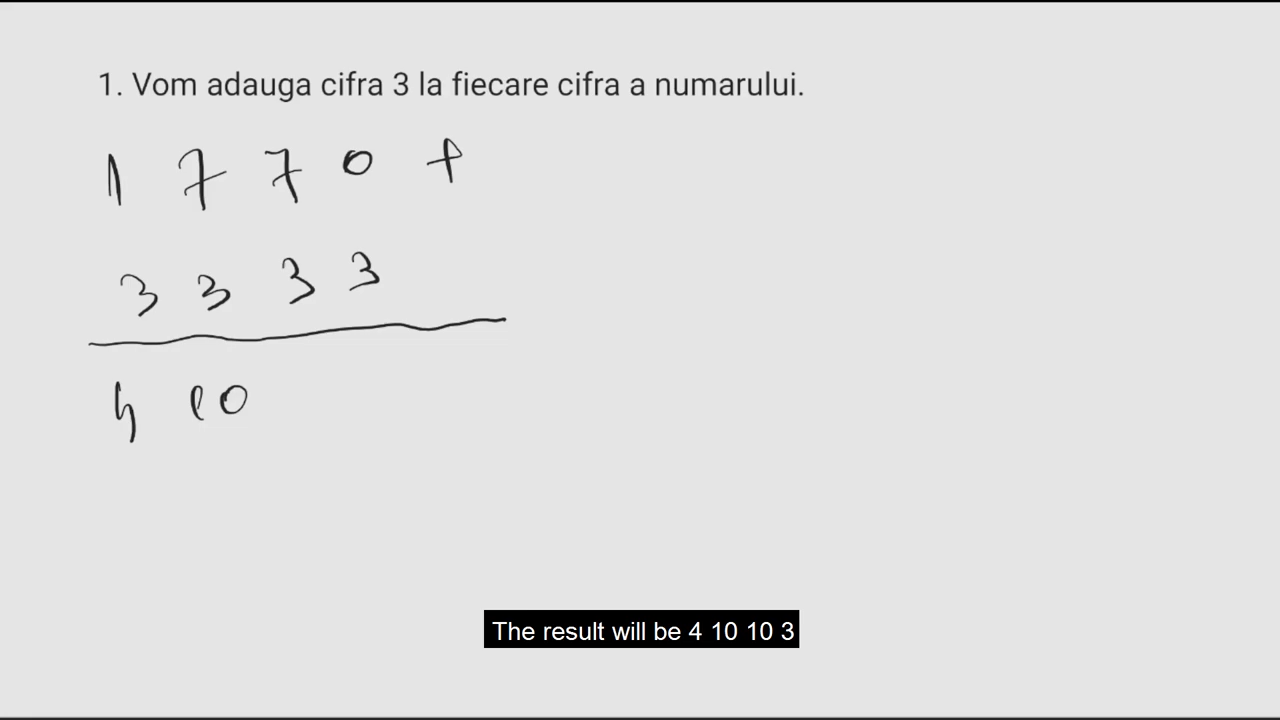 1. Vom adauga cifra 3 la fiecare cifra a numarului.
1 7 7 0 +
3 3 3 3
4 10
The result will be 4 10 10 3